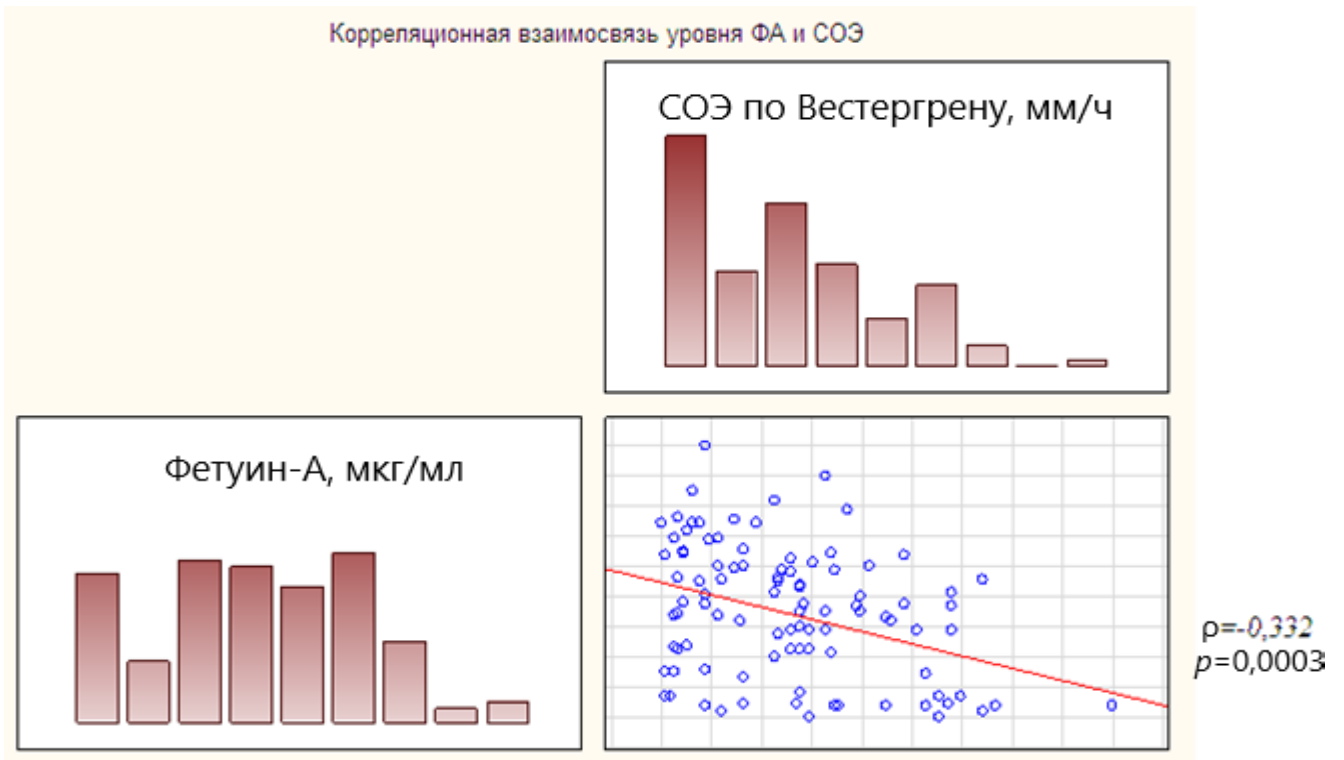 Корреляционная взаимосвязь уровня ФА и СОЭ
СОЭ по Вестергрену, мм/ч
Фетуин-А, мкг/мл
ρ=-0,332
p=0,0003